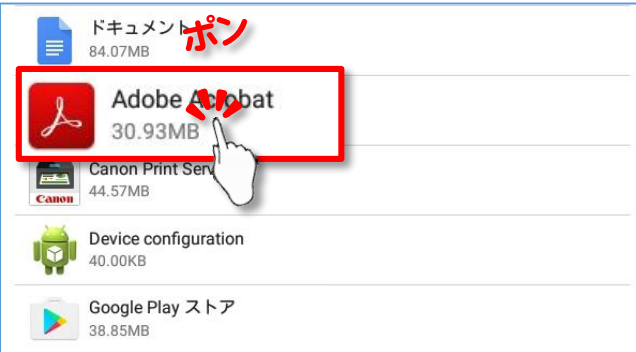 ドキュメント
ポン
84.07MB
Adobe Acrobat
30.93MB
Canon Print Serv
44.57MB
Canon
Device configuration
40.00KB
Google Play ストア
38.85MB